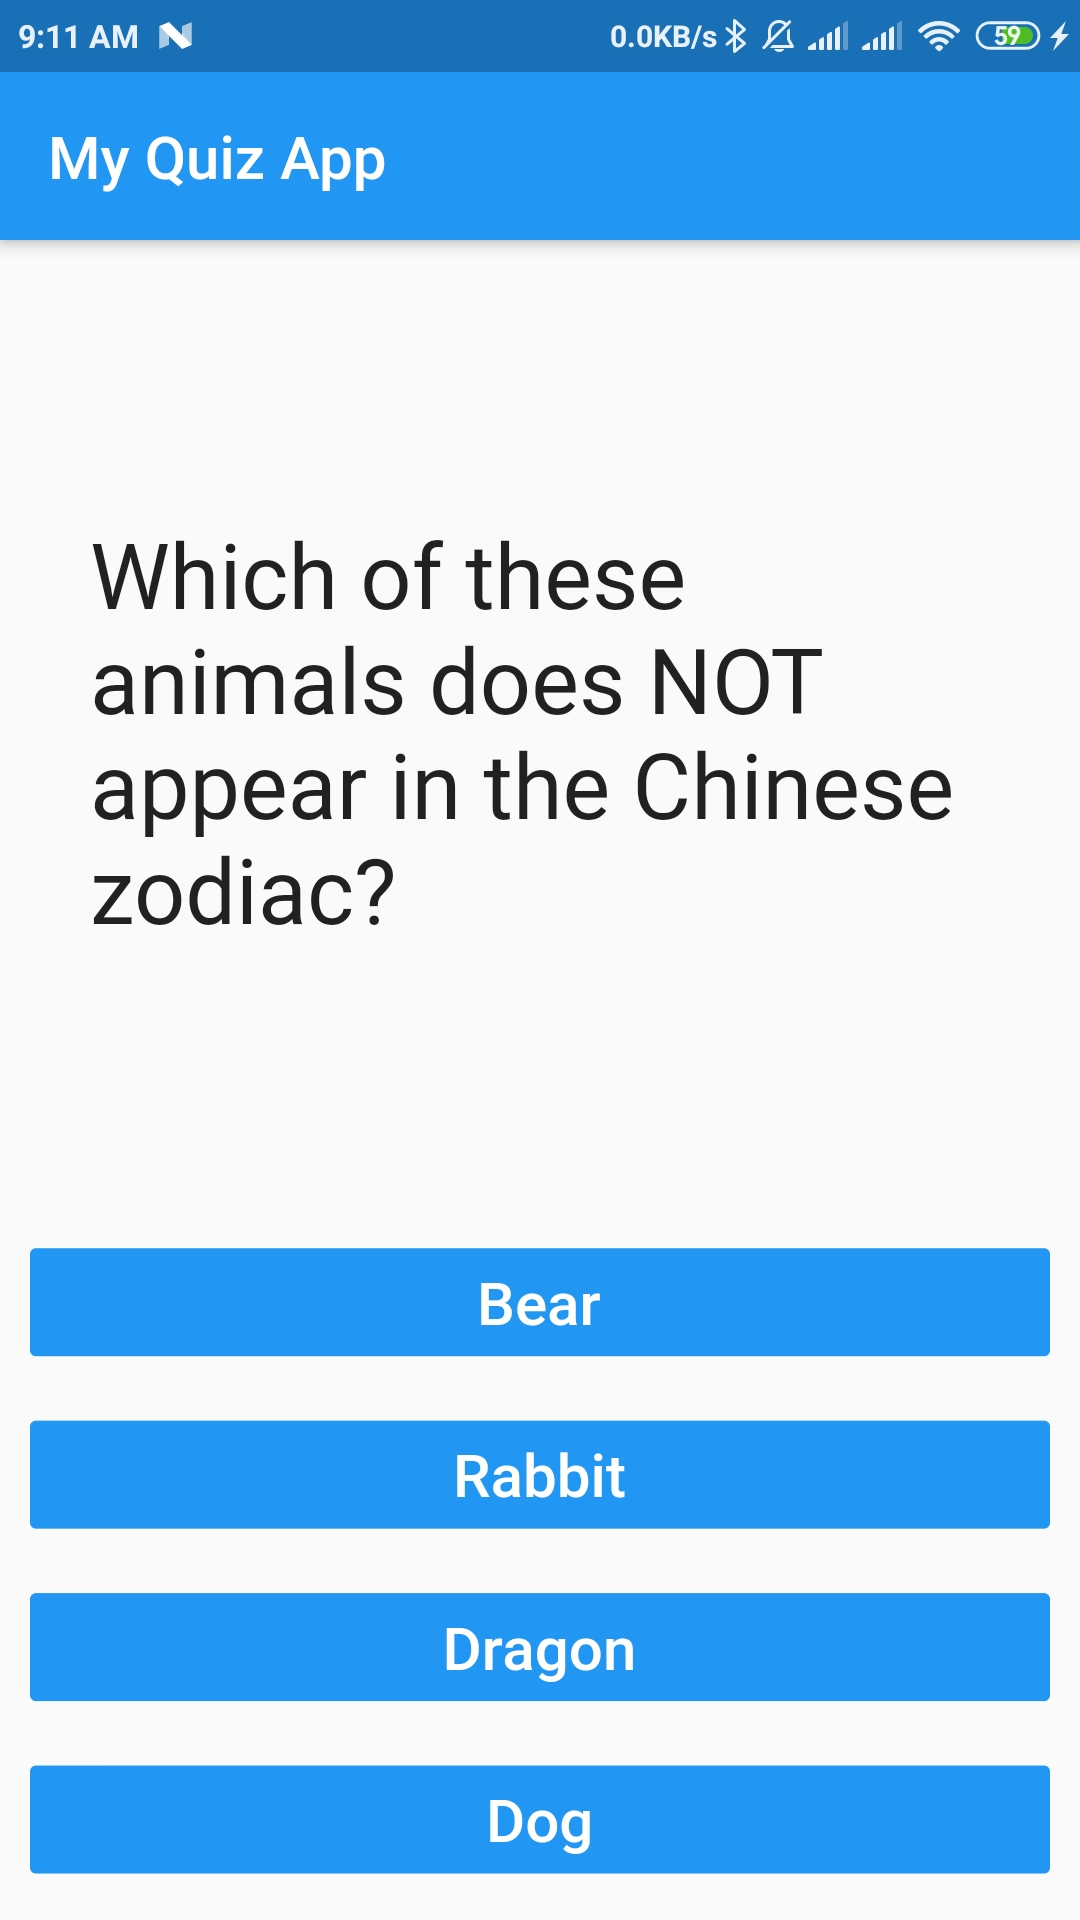 9:11 AM 0.0KB/s 59
My Quiz App
Which of these
animals does NOT
appear in the Chinese
zodiac?
Bear
Rabbit
Dragon
Dog